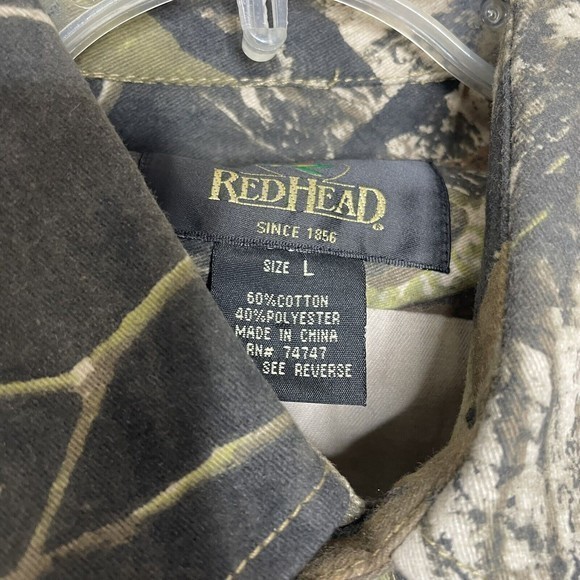 REDHEAD®
SINCE 1856
SIZE L
60%COTTON
40%POLYESTER
MADE IN CHINA
RN# 74747
SEE REVERSE